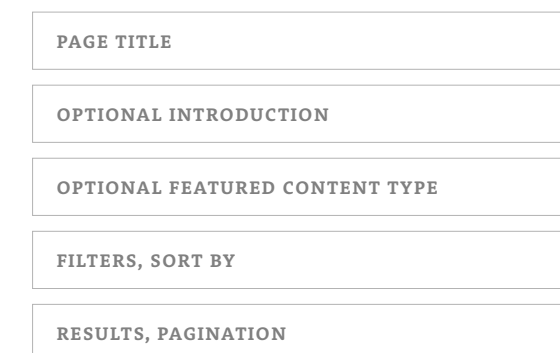 PAGE TITLE
OPTIONAL INTRODUCTION
OPTIONAL FEATURED CONTENT TYPE
FILTERS, SORT BY
RESULTS, PAGINATION